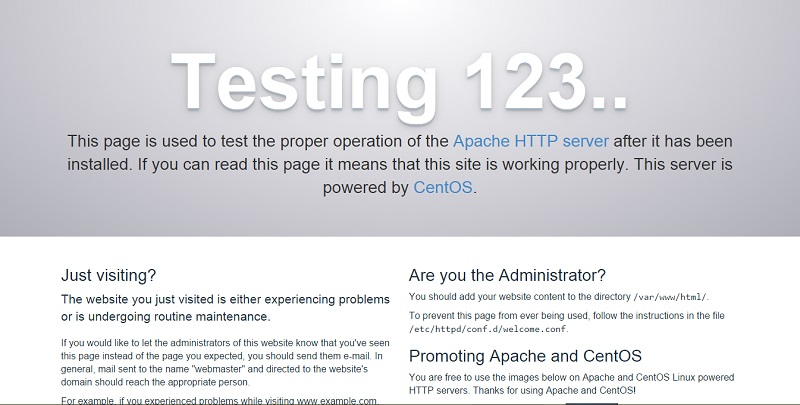 Testing 123..
This page is used to test the proper operation of the Apache HTTP server after it has been
installed. If you can read this page it means that this site is working properly. This server is
powered by CentOS.
Just visiting?
The website you just visited is either experiencing problems
or is undergoing routine maintenance.
If you would like to let the administrators of this website know that you've seen
this page instead of the page you expected, you should send them e-mail. In
general, mail sent to the name "webmaster" and directed to the website's
domain should reach the appropriate person.
For example, if you experienced problems while visiting www.example.com,
Are you the Administrator?
You should add your website content to the directory /var/www/html/.
To prevent this page from ever being used, follow the instructions in the file
/etc/httpd/conf.d/welcome.conf.
Promoting Apache and CentOS
You are free to use the images below on Apache and CentOS Linux powered
HTTP servers. Thanks for using Apache and CentOS!